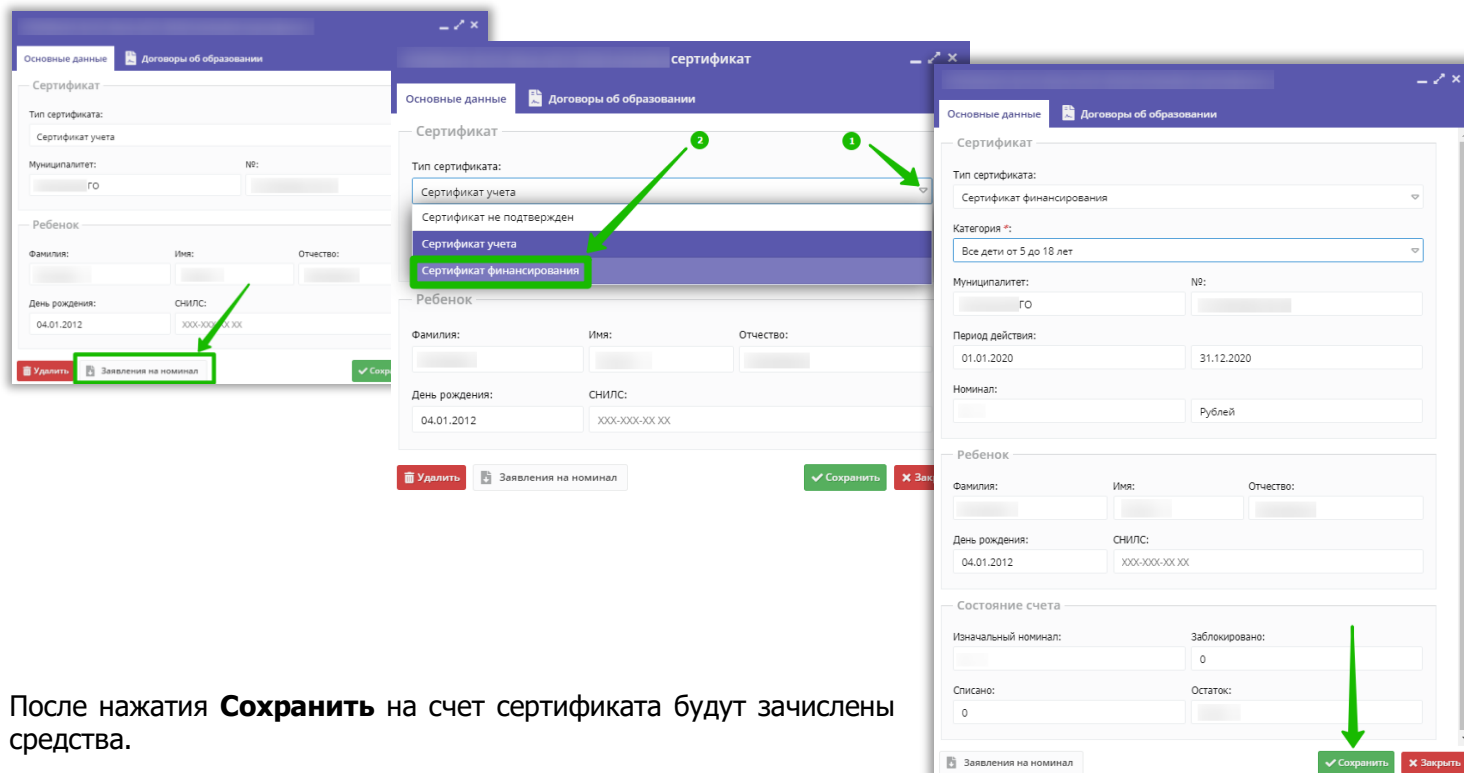 Основные данные Договоры об образовании
Сертификат
Тип сертификата:
Сертификат учета
Муниципалитет: №:
ГО
Ребенок
Фамилия: Имя: Отчество:
День рождения: СНИЛС:
04.01.2012 XXX-XXX-XX XX
Удалить Заявления на номинал
сертификат
Основные данные Договоры об образовании
Сертификат
2 1
Тип сертификата:
Сертификат учета
Сертификат не подтвержден
Сертификат учета
Сертификат финансирования
Ребенок
Фамилия: Имя: Отчество:
День рождения: СНИЛС:
04.01.2012 XXX-XXX-XX XX
Удалить Заявления на номинал Сохранить
Основные данные Договоры об образовании
Сертификат
Тип сертификата:
Сертификат финансирования
Категория *:
Все дети от 5 до 18 лет
Муниципалитет: №:
ГО
Период действия:
01.01.2020 31.12.2020
Номинал:
Рублей
Ребенок
Фамилия: Имя: Отчество:
День рождения: СНИЛС:
04.01.2012 XXX-XXX-XX XX
Состояние счета
Изначальный номинал: Заблокировано:
0
Списано: Остаток:
0
Заявления на номинал Сохранить Закрыть
После нажатия Сохранить на счет сертификата будут зачислены
средства.